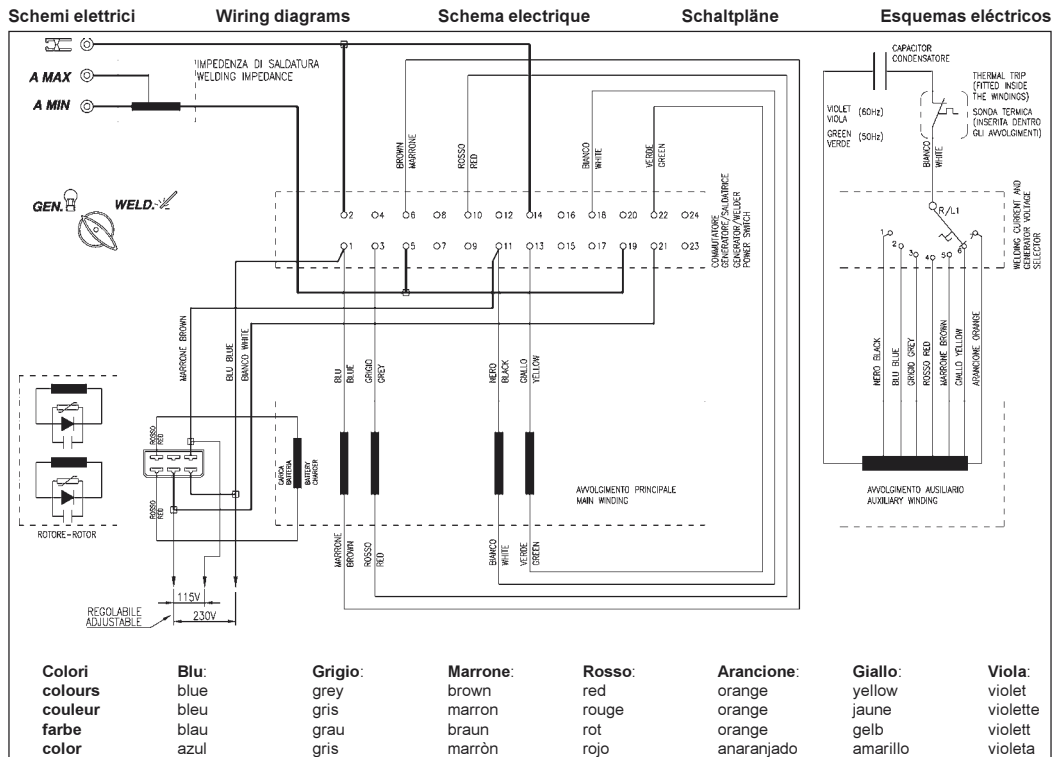 Schemi elettrici Wiring diagrams Schema electrique Schaltpläne Esquemas eléctricos
A MAX
A MIN
IMPEDENZA DI SALDATURA
WELDING IMPEDANCE
CAPACITOR
CONDENSATORE
THERMAL TRIP
(FITTED INSIDE
THE WINDINGS)
SONDA TERMICA
(INSERITA DENTRO
GLI AVVOLGIMENTI)
VIOLET
VIOLA
(60Hz)
GREEN
VERDE
(50Hz)
BIANCO
WHITE
BROWN
MARRONE
ROSSO
RED
BIANCO
WHITE
VERDE
GREEN
GEN.
WELD.
2 4 6 8 10 12 14 16 18 20 22 24
1 3 5 7 9 11 13 15 17 19 21 23
COMMUTATORE
GENERATORE/SALDATRICE
GENERATOR/WELDER
POWER SWITCH
R/L1
1 2 3 4 5 6 7
WELDING CURRENT AND
GENERATOR VOLTAGE
SELECTOR
MARRONE BROWN
BLU BLUE
BIANCO WHITE
BLU
BLUE
GRIGIO
GREY
NERO
BLACK
GIALLO
YELLOW
NERO BLACK
BLU BLUE
GRIGIO GREY
ROSSO RED
MARRONE BROWN
GIALLO YELLOW
ARANCIONE ORANGE
ROSSO
RED
ROSSO
RED
CARICA
BATTERIA
BATTERY
CHARGER
AVVOLGIMENTO PRINCIPALE
MAIN WINDING
AVVOLGIMENTO AUSILIARIO
AUXILIARY WINDING
ROTORE-ROTOR
MARRONE
BROWN
ROSSO
RED
BIANCO
WHITE
VERDE
GREEN
115V
230V
REGOLABILE
ADJUSTABLE
Colori Blu: Grigio: Marrone: Rosso: Arancione: Giallo: Viola:
colours blue grey brown red orange yellow violet
couleur bleu gris marron rouge orange jaune violette
farbe blau grau braun rot orange gelb violett
color azul gris marròn rojo anaranjado amarillo violeta